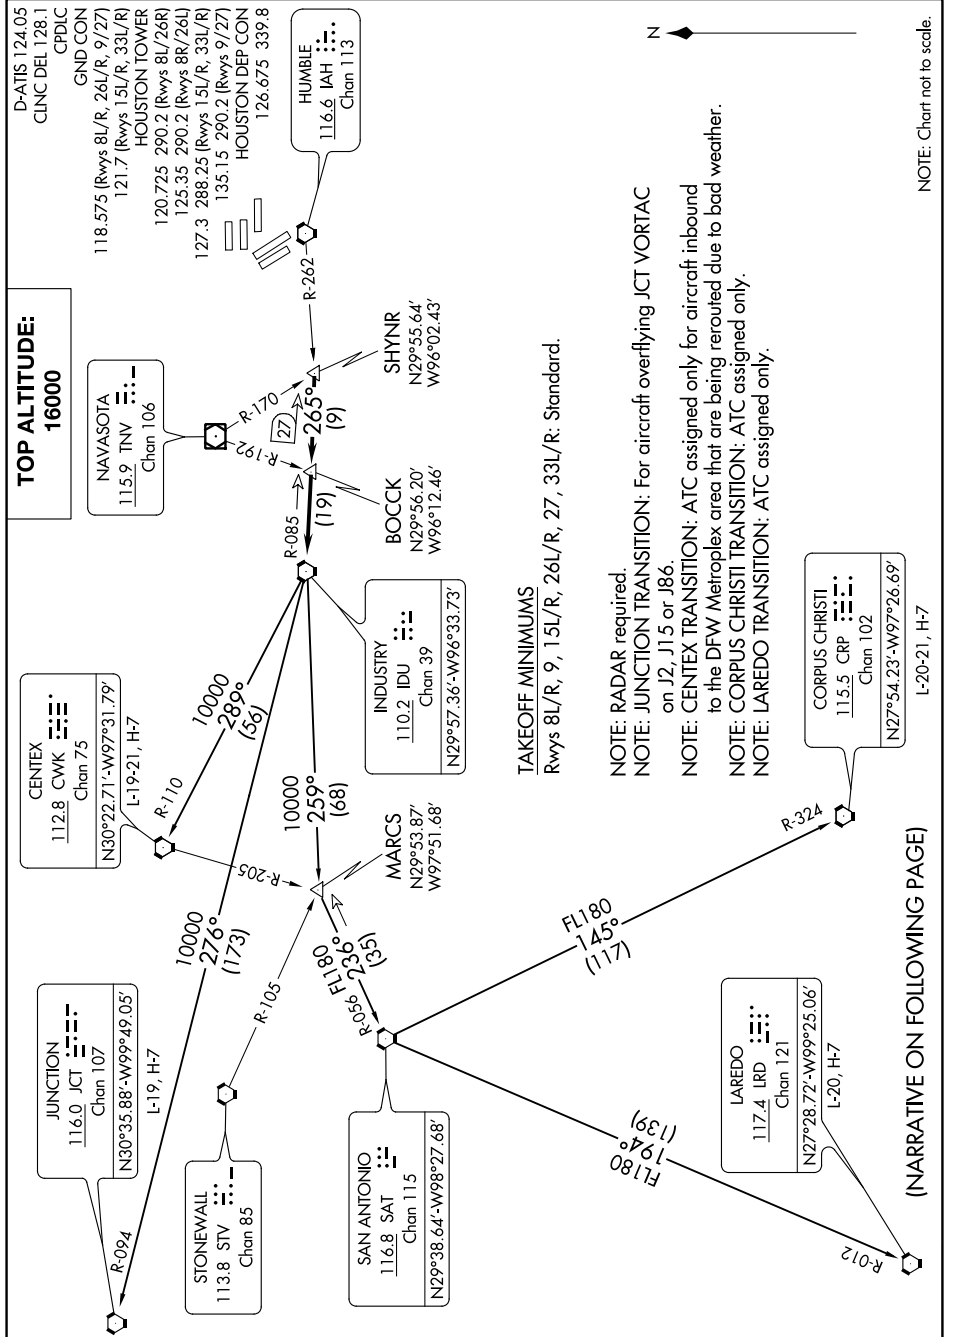 D-ATIS 124.05
CLNC DEL 128.1
CPDLC
GND CON
118.575 (Rwys 8L/R, 26L/R, 9/27)
121.7 (Rwys 15L/R, 33L/R)
HOUSTON TOWER
120.725 290.2 (Rwys 8L/26R)
125.35 290.2 (Rwys 8R/26L)
127.3 288.25 (Rwys 15L/R, 33L/R)
135.15 290.2 (Rwys 9/27)
HOUSTON DEP CON
126.675 339.8
TOP ALTITUDE:
16000
HUMBLE
116.6 IAH
Chan 113
R-262
NAVASOTA
115.9 TNV
Chan 106
R-170
R-192
27
SHYNR
N29°55.64'
W96°02.43'
265°
(9)
BOCCK
N29°56.20'
W96°12.46'
R-085
(19)
INDUSTRY
110.2 IDU
Chan 39
N29°57.36'-W96°33.73'
CENTEX
112.8 CWK
Chan 75
N30°22.71'-W97°31.79'
L-19-21, H-7
R-110
10000
289°
(56)
R-205
10000
259°
(68)
MARCS
N29°53.87'
W97°51.68'
10000
276°
(173)
JUNCTION
116.0 JCT
Chan 107
N30°35.88'-W99°49.05'
L-19, H-7
R-094
STONEWALL
113.8 STV
Chan 85
R-105
FL180
236°
(35)
R-056
SAN ANTONIO
116.8 SAT
Chan 115
N29°38.64'-W98°27.68'
FL180
145°
(117)
R-324
CORPUS CHRISTI
115.5 CRP
Chan 102
N27°54.23'-W97°26.69'
L-20-21, H-7
FL180
194°
(139)
R-012
LAREDO
117.4 LRD
Chan 121
N27°28.72'-W99°25.06'
L-20, H-7
TAKEOFF MINIMUMS
Rwys 8L/R, 9, 15L/R, 26L/R, 27, 33L/R: Standard.
NOTE: RADAR required.
NOTE: JUNCTION TRANSITION: For aircraft overflying JCT VORTAC
on J2, J15 or J86.
NOTE: CENTEX TRANSITION: ATC assigned only for aircraft inbound
to the DFW Metroplex area that are being rerouted due to bad weather.
NOTE: CORPUS CHRISTI TRANSITION: ATC assigned only.
NOTE: LAREDO TRANSITION: ATC assigned only.
N
NOTE: Chart not to scale.
(NARRATIVE ON FOLLOWING PAGE)